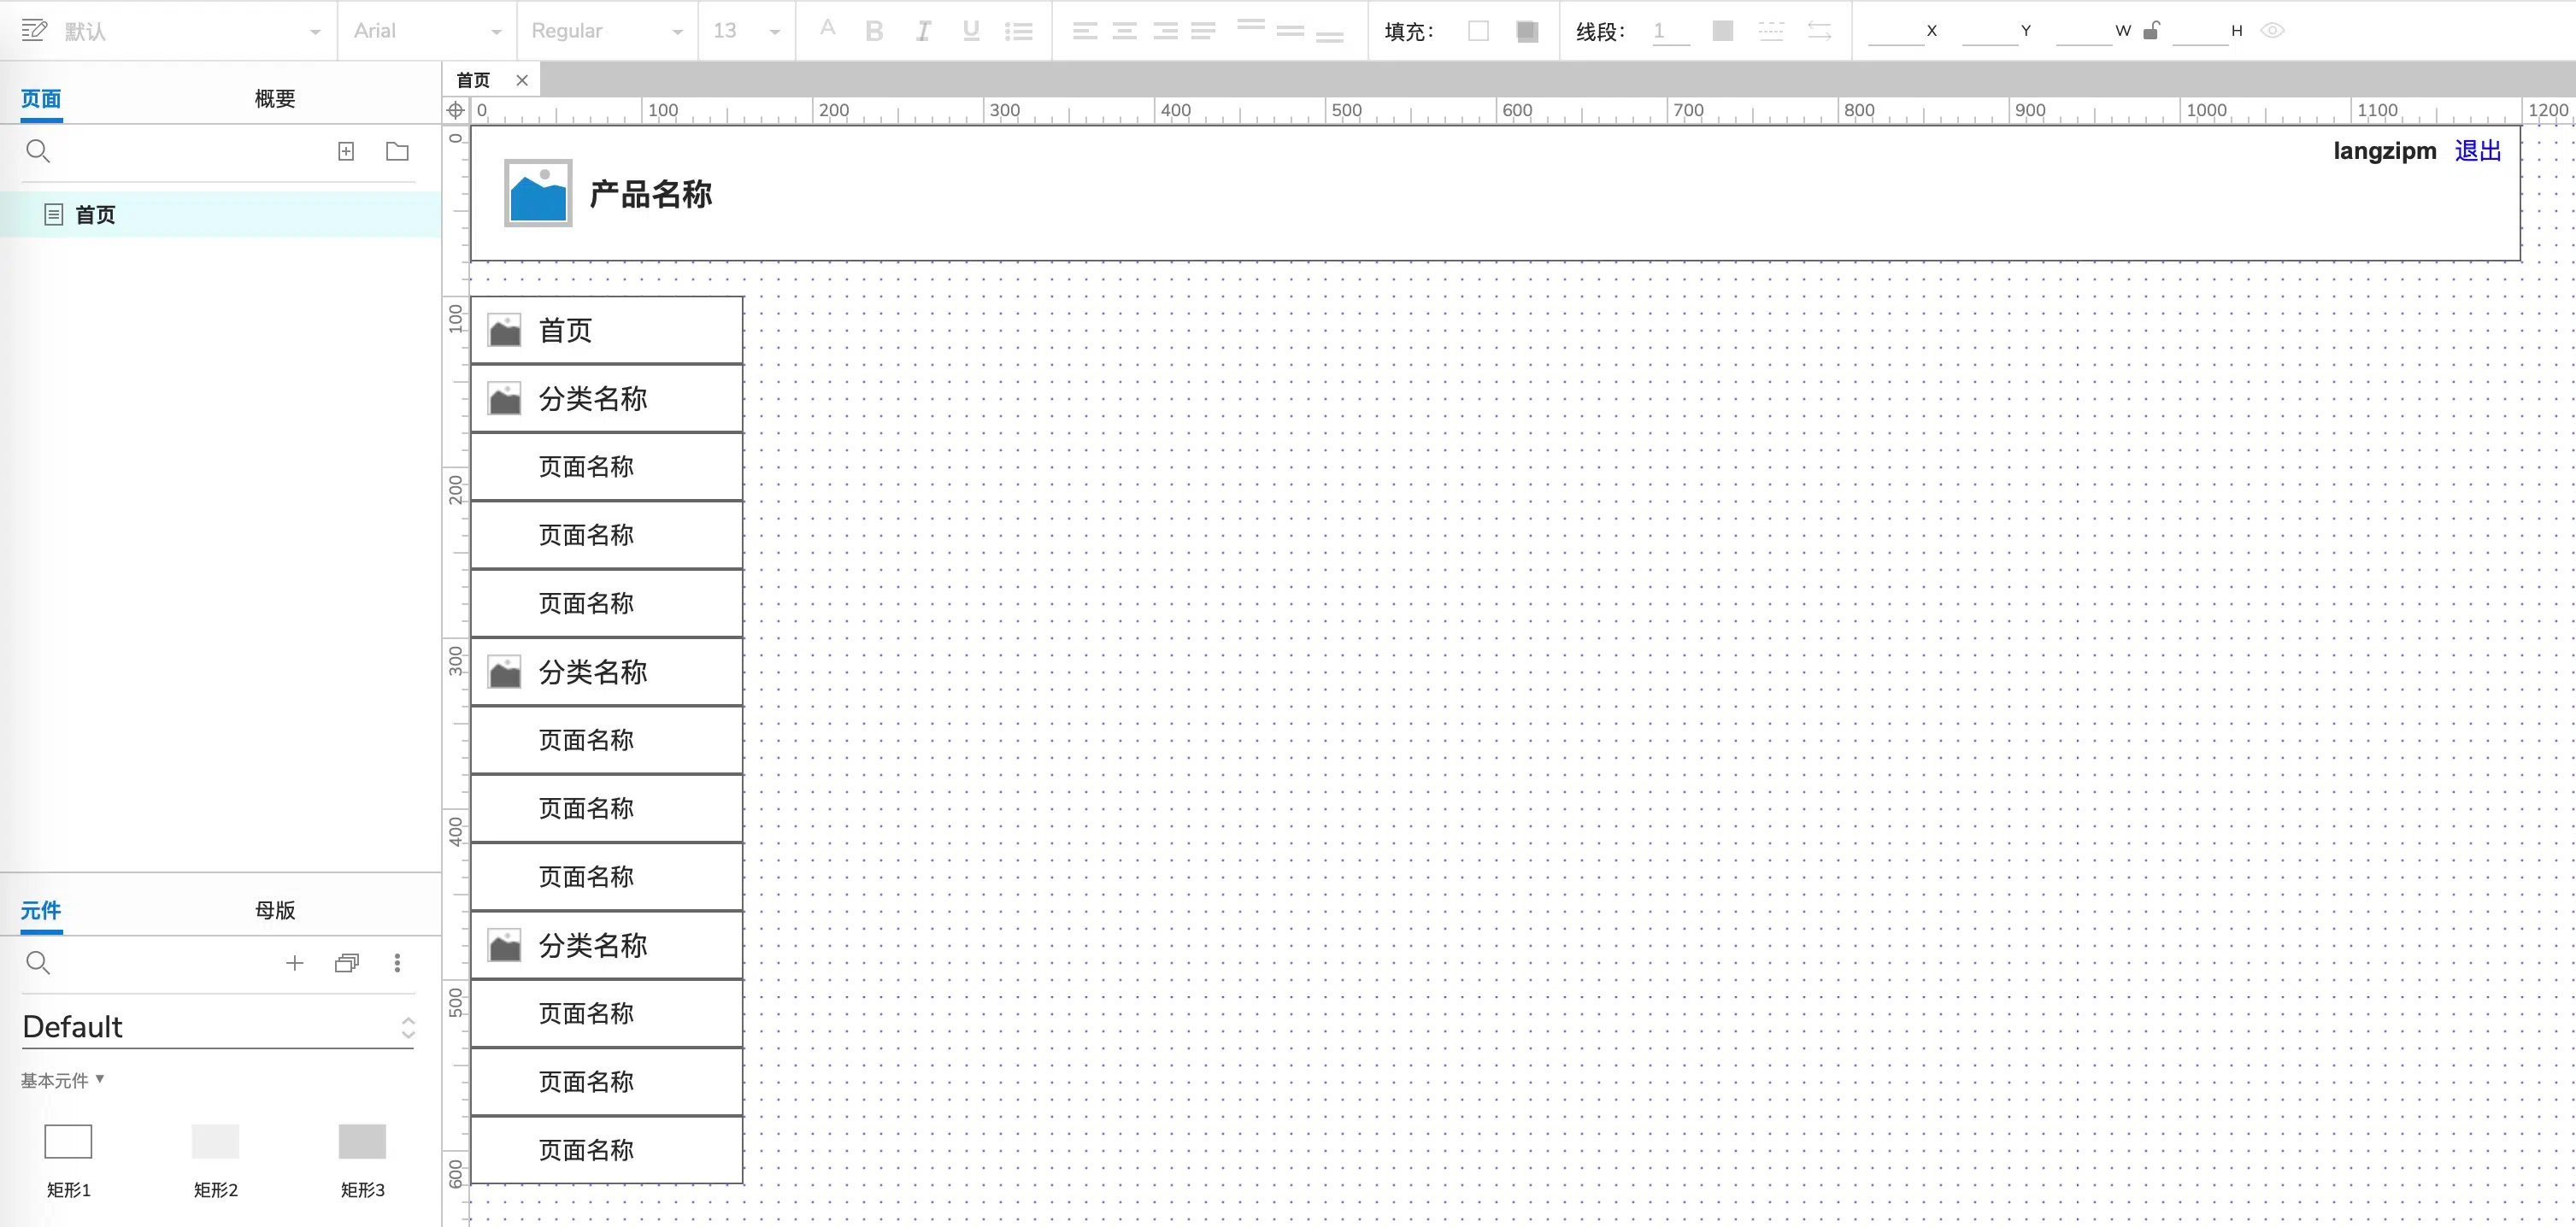 默认 Arial Regular 13 A B I U 填充: 线段: 1 X Y W H
页面 概要
首页
首页
0 100 200 300 400 500 600 700 800 900 1000 1100 1200
0
100
200
300
400
500
600
产品名称
langzipm 退出
首页
分类名称
页面名称
页面名称
页面名称
分类名称
页面名称
页面名称
页面名称
分类名称
页面名称
页面名称
页面名称
元件 母版
Default
基本元件
矩形1 矩形2 矩形3